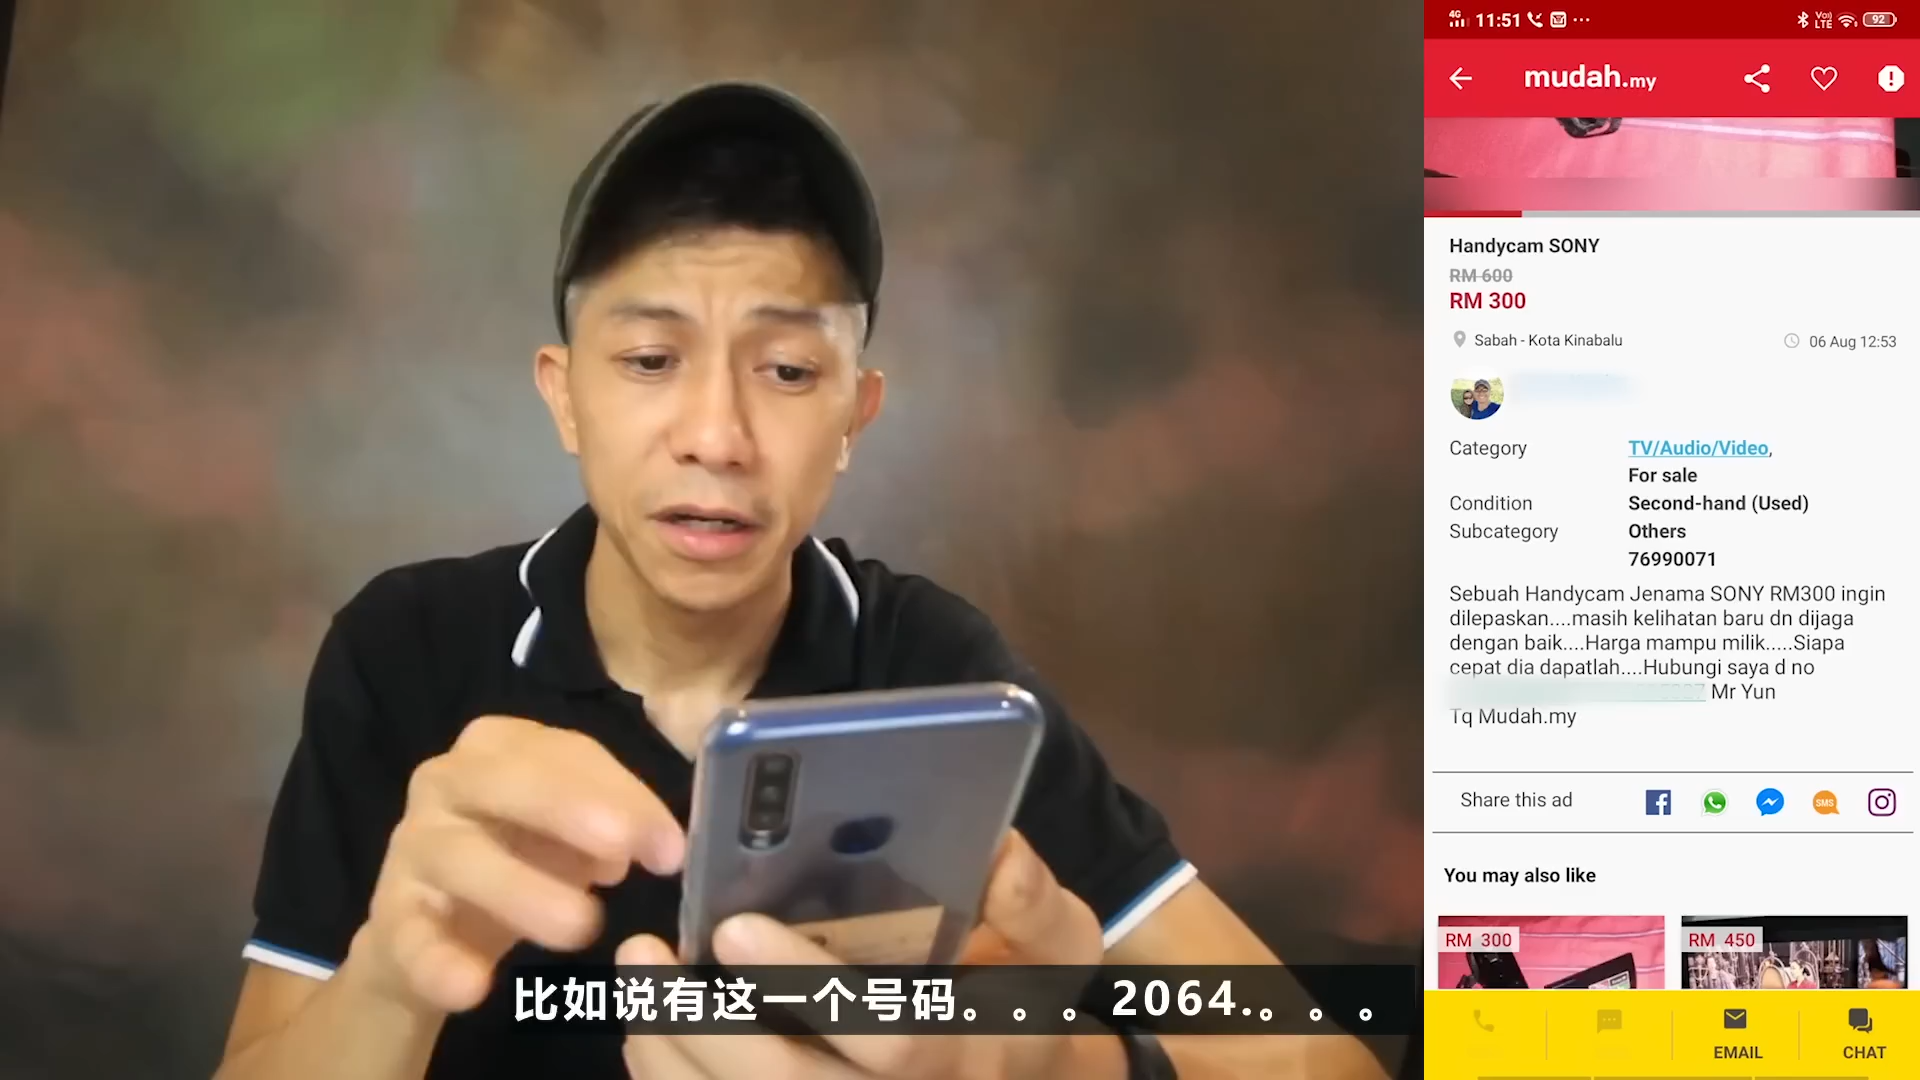 4G 11:51 ... Vo) LTE 92
mudah.my
Handycam SONY
RM 600
RM 300
Sabah - Kota Kinabalu 06 Aug 12:53
Category TV/Audio/Video,
For sale
Condition Second-hand (Used)
Subcategory Others
76990071
Sebuah Handycam Jenama SONY RM300 ingin
dilepaskan....masih kelihatan baru dn dijaga
dengan baik....Harga mampu milik.....Siapa
cepat dia dapatlah....Hubungi saya d no
Mr Yun
Tq Mudah.my
Share this ad SMS
You may also like
RM 300 RM 450
EMAIL CHAT
比如说有这一个号码。。。2064.。。。